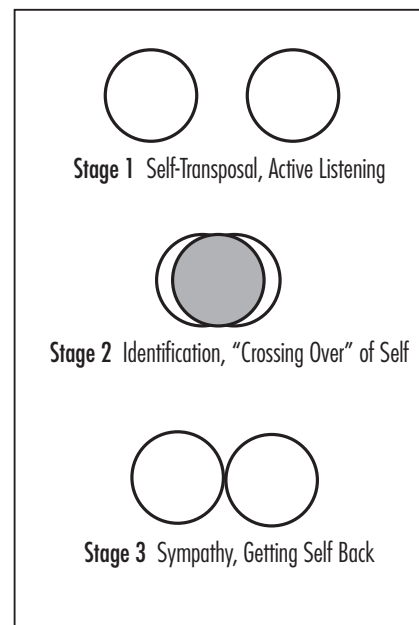 Stage 1 Self-Transposal, Active Listening
Stage 2 Identification, “Crossing Over” of Self
Stage 3 Sympathy, Getting Self Back